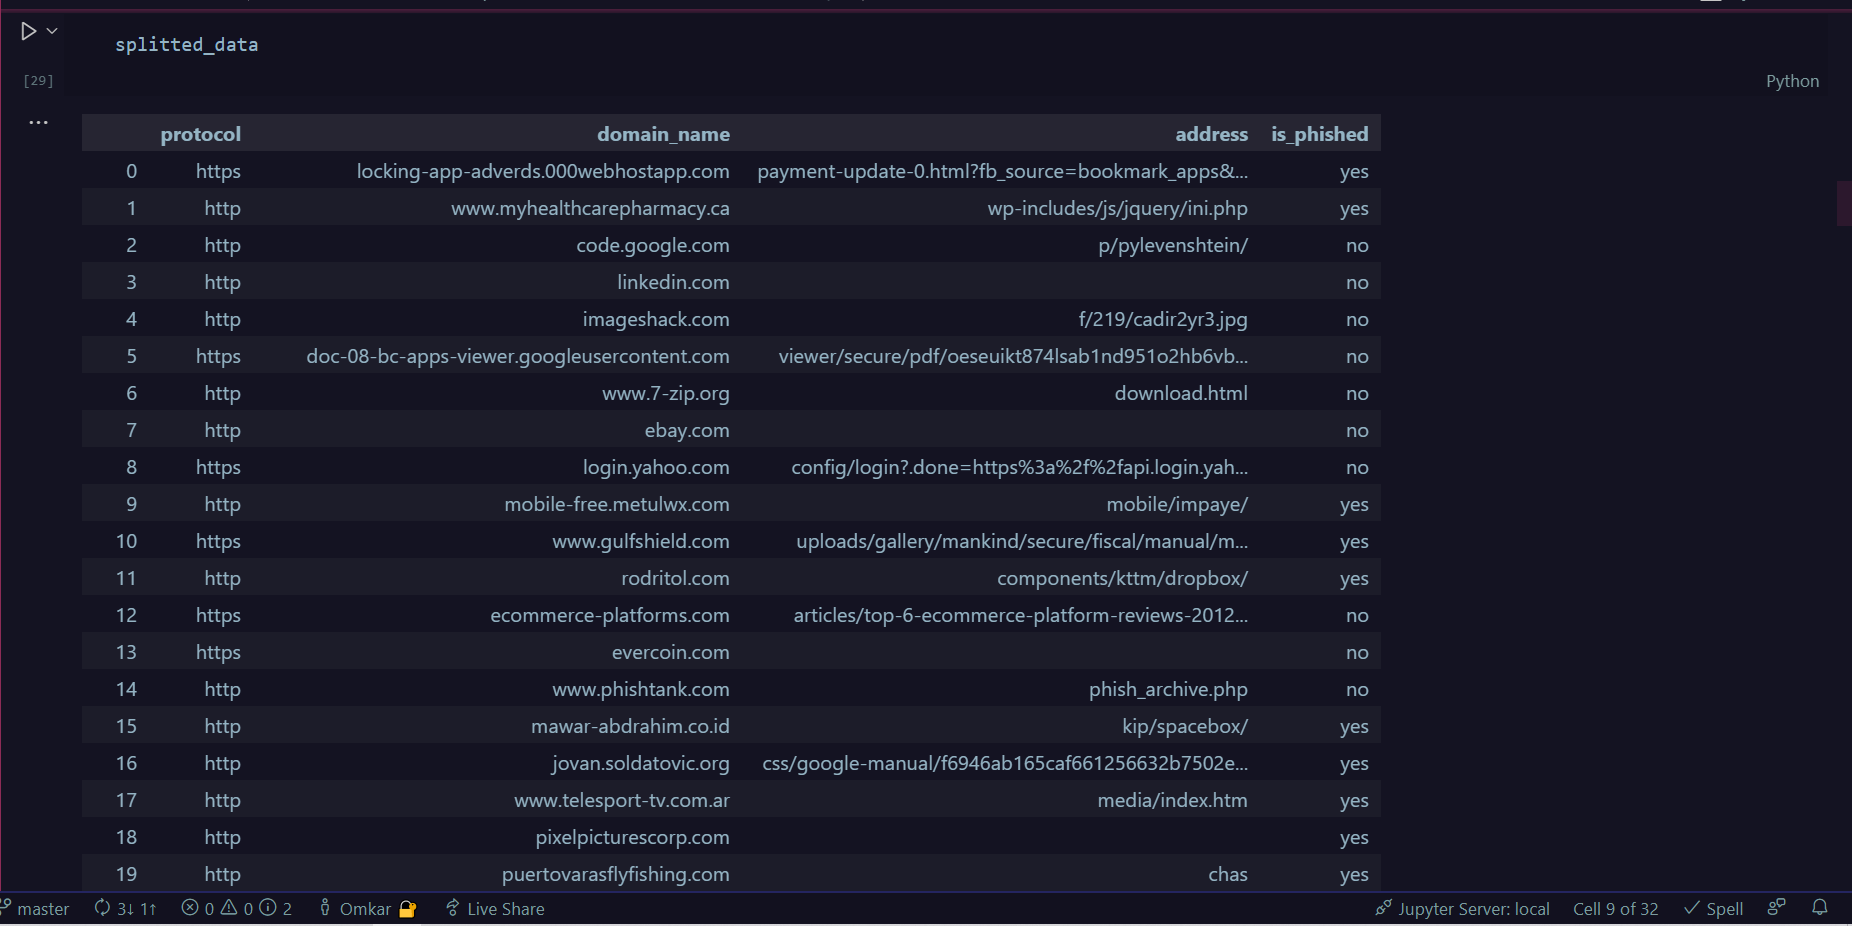 splitted_data
[29]
Python
...
protocol domain_name address is_phished
0 https locking-app-adverds.000webhostapp.com payment-update-0.html?fb_source=bookmark_apps&... yes
1 http www.myhealthcarepharmacy.ca wp-includes/js/jquery/ini.php yes
2 http code.google.com p/pylevenshtein/ no
3 http linkedin.com no
4 http imageshack.com f/219/cadir2yr3.jpg no
5 https doc-08-bc-apps-viewer.googleusercontent.com viewer/secure/pdf/oeseuikt874lsab1nd951o2hb6vb... no
6 http www.7-zip.org download.html no
7 http ebay.com no
8 https login.yahoo.com config/login?.done=https%3a%2f%2fapi.login.yah... no
9 http mobile-free.metulwx.com mobile/impaye/ yes
10 https www.gulfshield.com uploads/gallery/mankind/secure/fiscal/manual/m... yes
11 http rodritol.com components/kttm/dropbox/ yes
12 https ecommerce-platforms.com articles/top-6-ecommerce-platform-reviews-2012... no
13 https evercoin.com no
14 http www.phishtank.com phish_archive.php no
15 http mawar-abdrahim.co.id kip/spacebox/ yes
16 http jovan.soldatovic.org css/google-manual/f6946ab165caf661256632b7502e... yes
17 http www.telesport-tv.com.ar media/index.htm yes
18 http pixelpicturescorp.com yes
19 http puertovarasflyfishing.com chas yes
master 3↓ 1↑ 0 0 2 Omkar Live Share Jupyter Server: local Cell 9 of 32 Spell